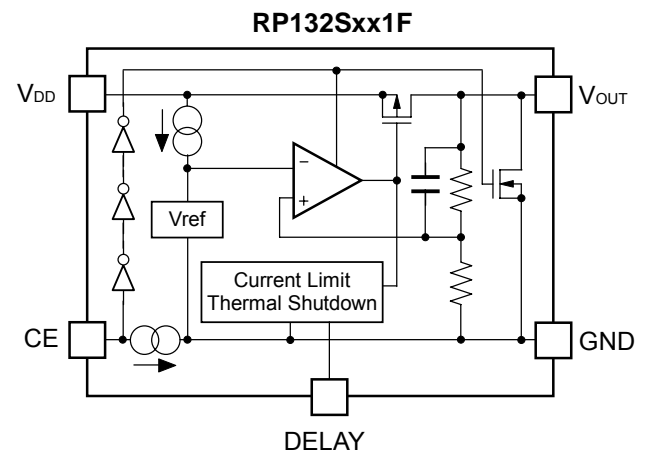 RP132Sxx1F
VDD
VOUT
−
+
Vref
Current Limit
Thermal Shutdown
CE
GND
DELAY